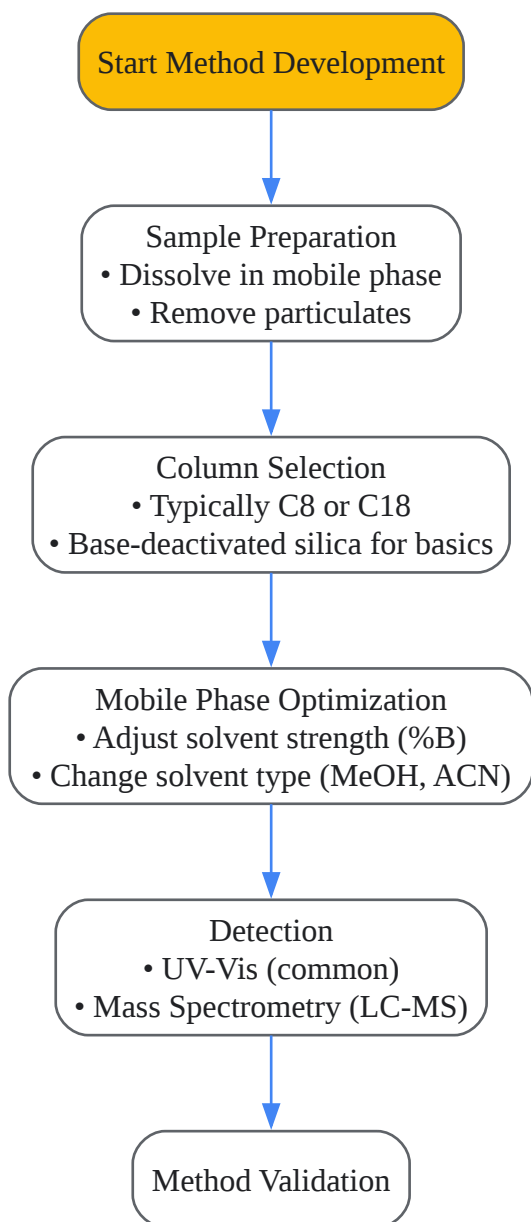 Start Method Development
Sample Preparation
• Dissolve in mobile phase
• Remove particulates
Column Selection
• Typically C8 or C18
• Base-deactivated silica for basics
Mobile Phase Optimization
• Adjust solvent strength (%B)
• Change solvent type (MeOH, ACN)
Detection
• UV-Vis (common)
• Mass Spectrometry (LC-MS)
Method Validation